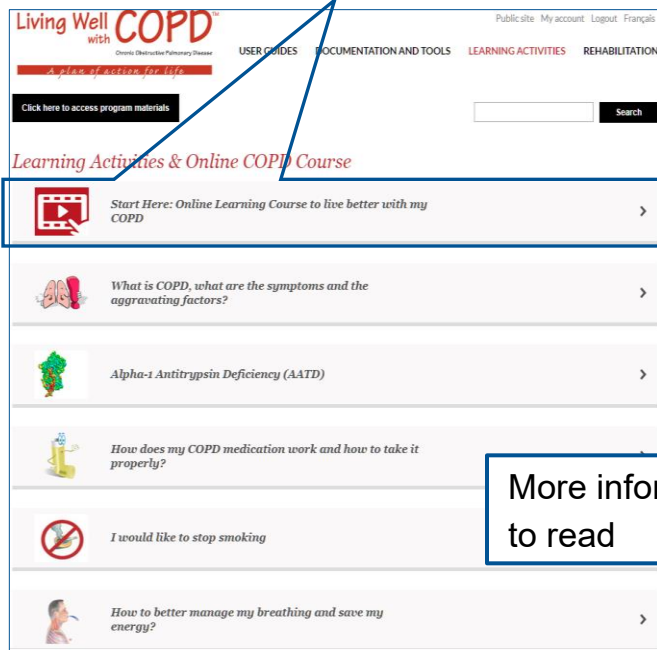 Living Well
with COPD™
Chronic Obstructive Pulmonary Disease
A plan of action for life
Public site My account Logout Français
USER GUIDES DOCUMENTATION AND TOOLS LEARNING ACTIVITIES REHABILITATION
Click here to access program materials
Search
Learning Activities & Online COPD Course
Start Here: Online Learning Course to live better with my
COPD
What is COPD, what are the symptoms and the
aggravating factors?
Alpha-1 Antitrypsin Deficiency (AATD)
How does my COPD medication work and how to take it
properly?
More infor
to read
I would like to stop smoking
How to better manage my breathing and save my
energy?